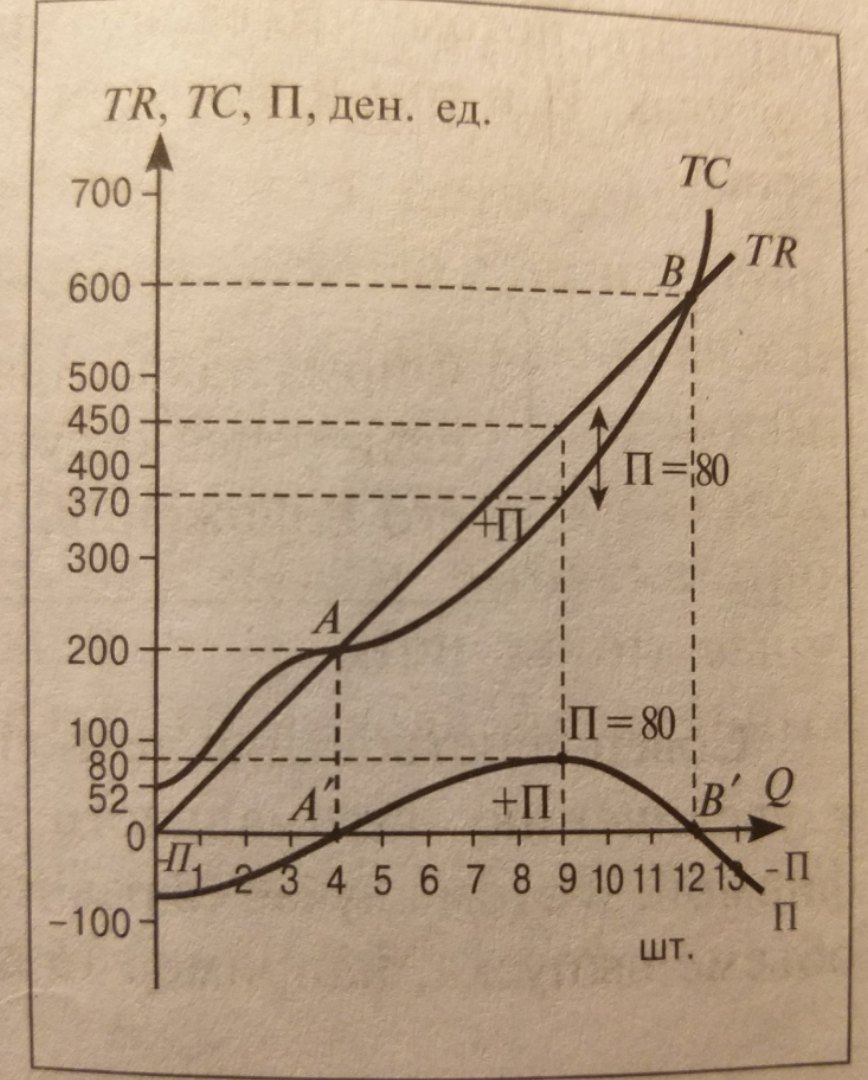 TR, TC, П, ден. ед.
TC
TR
B
700
600
500
450
400
370
300
200
100
80
52
0
-100
П = 80
+П
A
П = 80
A′
+П
B′
Q
-П
1 2 3 4 5 6 7 8 9 10 11 12 13
-П
П
шт.